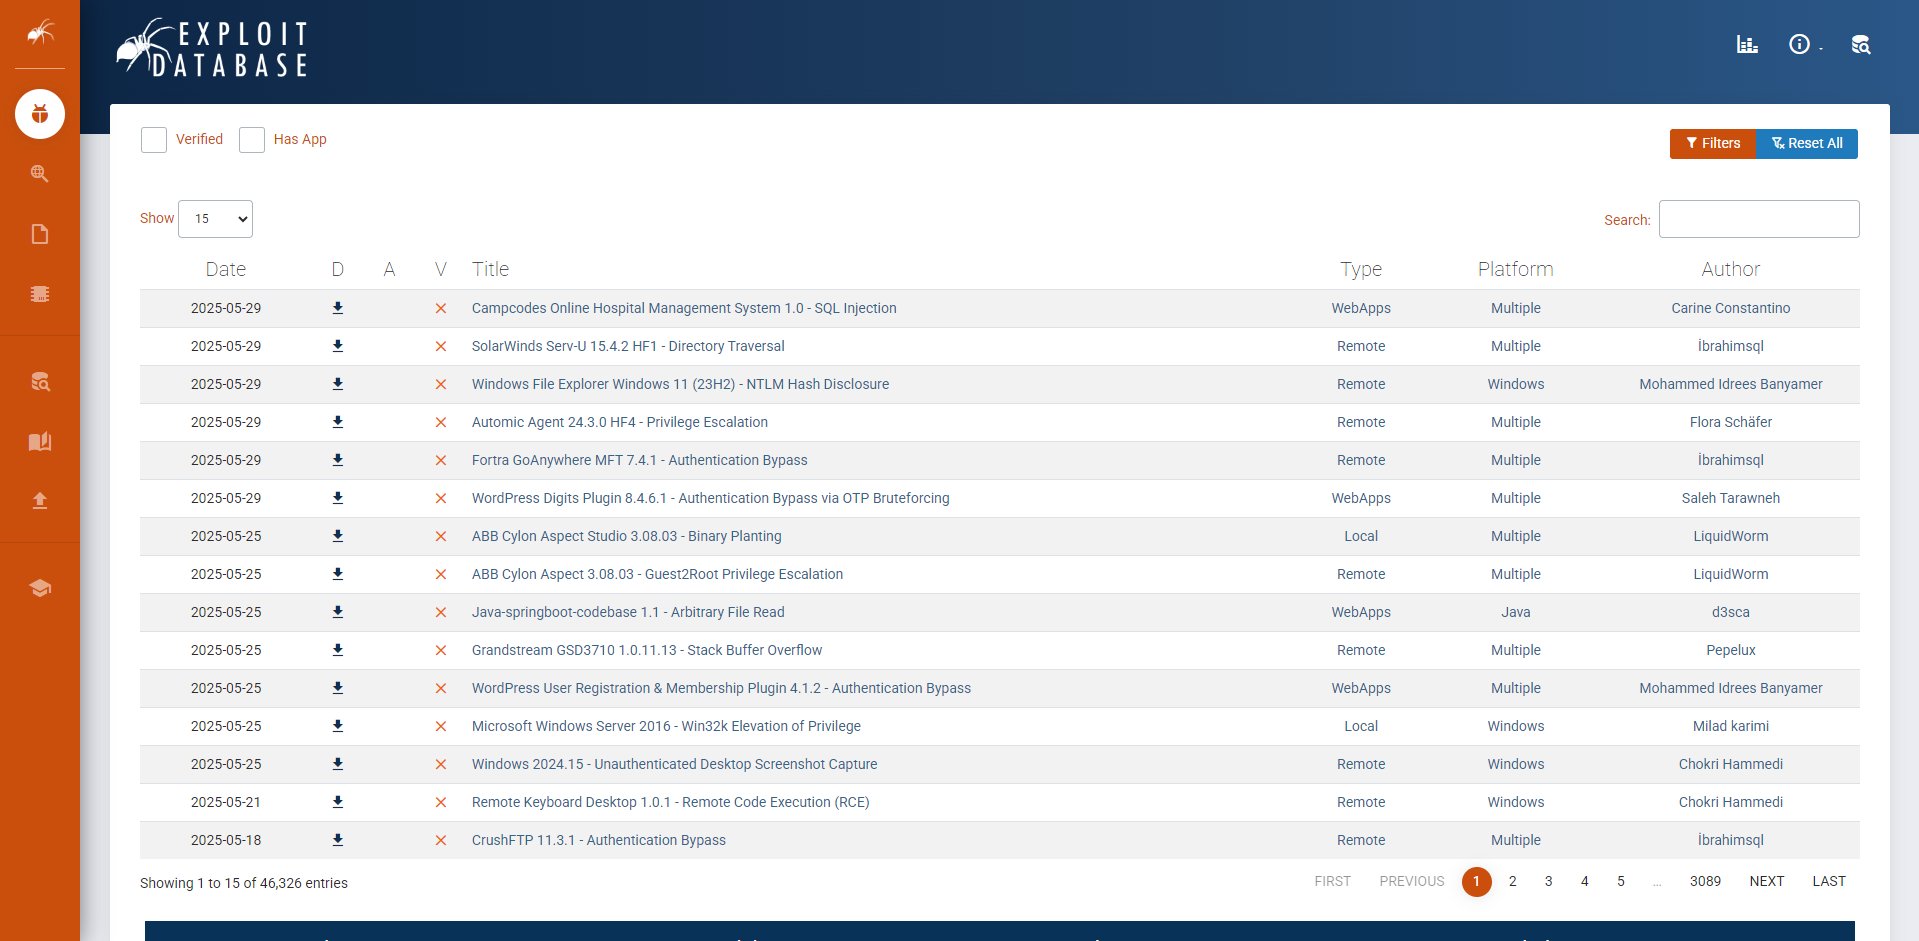 EXPLOIT
DATABASE
Verified Has App
Filters Reset All
Show 15
Search:
Date D A V Title Type Platform Author
2025-05-29 Campcodes Online Hospital Management System 1.0 - SQL Injection WebApps Multiple Carine Constantino
2025-05-29 SolarWinds Serv-U 15.4.2 HF1 - Directory Traversal Remote Multiple İbrahimsql
2025-05-29 Windows File Explorer Windows 11 (23H2) - NTLM Hash Disclosure Remote Windows Mohammed Idrees Banyamer
2025-05-29 Automic Agent 24.3.0 HF4 - Privilege Escalation Remote Multiple Flora Schäfer
2025-05-29 Fortra GoAnywhere MFT 7.4.1 - Authentication Bypass Remote Multiple İbrahimsql
2025-05-29 WordPress Digits Plugin 8.4.6.1 - Authentication Bypass via OTP Bruteforcing WebApps Multiple Saleh Tarawneh
2025-05-25 ABB Cylon Aspect Studio 3.08.03 - Binary Planting Local Multiple LiquidWorm
2025-05-25 ABB Cylon Aspect 3.08.03 - Guest2Root Privilege Escalation Remote Multiple LiquidWorm
2025-05-25 Java-springboot-codebase 1.1 - Arbitrary File Read WebApps Java d3sca
2025-05-25 Grandstream GSD3710 1.0.11.13 - Stack Buffer Overflow Remote Multiple Pepelux
2025-05-25 WordPress User Registration & Membership Plugin 4.1.2 - Authentication Bypass WebApps Multiple Mohammed Idrees Banyamer
2025-05-25 Microsoft Windows Server 2016 - Win32k Elevation of Privilege Local Windows Milad karimi
2025-05-25 Windows 2024.15 - Unauthenticated Desktop Screenshot Capture Remote Windows Chokri Hammedi
2025-05-21 Remote Keyboard Desktop 1.0.1 - Remote Code Execution (RCE) Remote Windows Chokri Hammedi
2025-05-18 CrushFTP 11.3.1 - Authentication Bypass Remote Multiple İbrahimsql
Showing 1 to 15 of 46,326 entries
FIRST PREVIOUS 1 2 3 4 5 … 3089 NEXT LAST